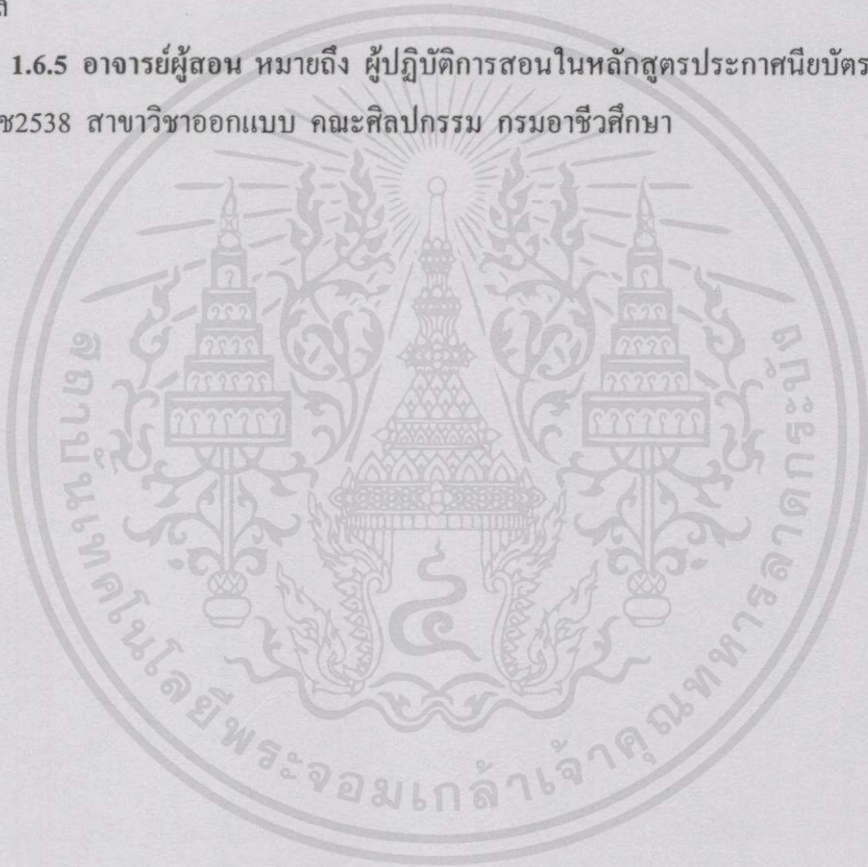 ล
1.6.5 อาจารย์ผู้สอน หมายถึง ผู้ปฏิบัติการสอนในหลักสูตรประกาศนียบัตร
ช2538 สาขาวิชาออกแบบ คณะศิลปกรรม กรมอาชีวศึกษา
สถาบันเทคโนโลยีพระจอมเกล้าเจ้าคุณทหารลาดกระบัง
๔